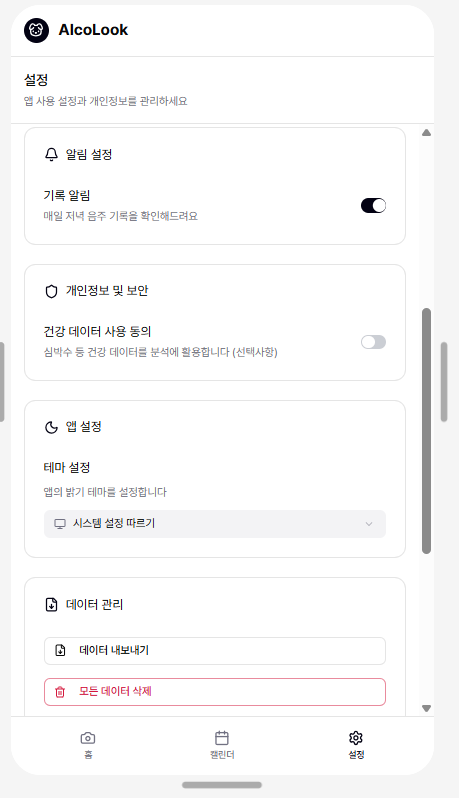 AlcoLook
설정
앱 사용 설정과 개인정보를 관리하세요
알림 설정
기록 알림
매일 저녁 음주 기록을 확인해드려요
개인정보 및 보안
건강 데이터 사용 동의
심박수 등 건강 데이터를 분석에 활용합니다 (선택사항)
앱 설정
테마 설정
앱의 밝기 테마를 설정합니다
시스템 설정 따르기
데이터 관리
데이터 내보내기
모든 데이터 삭제
홈
캘린더
설정